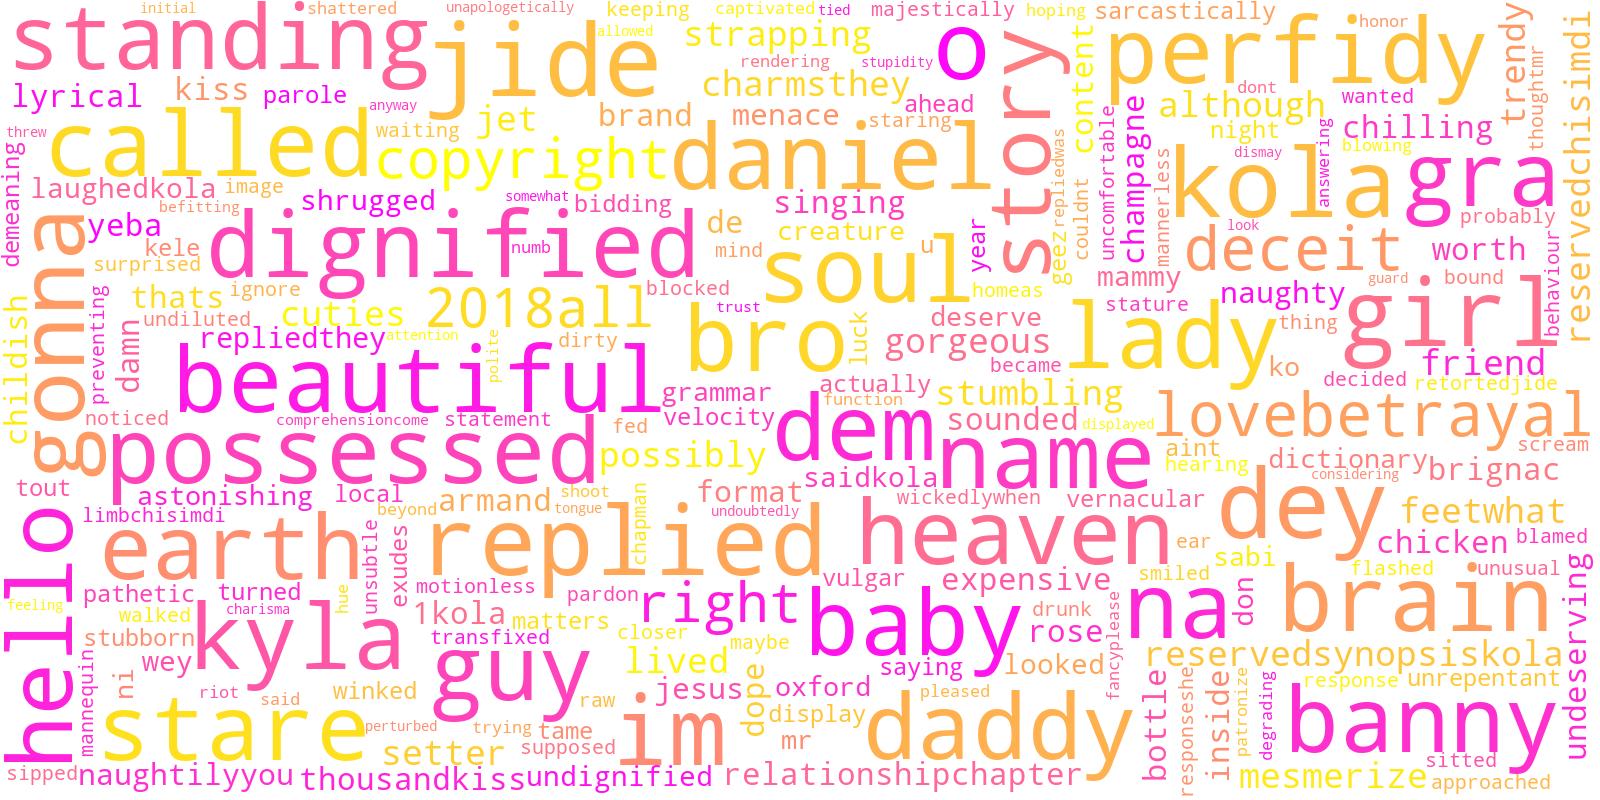 initial shattered unapologetically keeping captivated tied majestically hoping sarcastically
standing jide allowed strapping o story content perfidy honor trendy reservedchisimdi
rendering stupidity
lyrical kiss parole anyway charmsthey ahead dont although wanted thoughtmr
threw called waiting jet brand menace staring uncomfortable champagne night answering chilling
demeaning copyright daniel repliedwas mannerless dismay blowing
laughedkola image befitting shrugged somewhat bidding singing couldnt kola gra
gonna yeba dignified numb de mind creature u year geez look probably
kele surprised soul deceit worth behaviour
thats ignore blocked homeas mammy guard bound
childish preventing damn undiluted cuties 2018all trust bro luck deserve stature naughty girl
repliedthey attention polite dirty gorgeous lady thing
beautiful became ko friend
noticed comprehensioncome statement grammar velocity actually function stumbling decided retortedjide
possessed fed dem sounded displayed lovebetrayal
possibly name aint hearing scream
tout astonishing local saidkola dictionary considering brignac
hello limbchisimdi beyond armand shoot tongue format undoubtedly wickedlywhen vernacular dey feetwhat
earth unsubtle exudes replied chapman heaven ear sabi chicken blamed
pathetic turned motionless pardon vulgar expensive smiled flashed unusual
feeling walked charisma hue 1kola matters right baby drunk fancyplease na don brain undeserving
stubborn kyla transfixed closer maybe rose
mannequin wey guy lived saying looked reservedsynopsiskola
ni riot said winked raw jesus dope oxford pleased bottle responseshe inside patronize degrading response unrepentant
stare perturbed trying tame im display daddy banny
setter supposed mr sitted
sipped naughtilyyou thousandkiss undignified relationshipchapter mesmerize approached